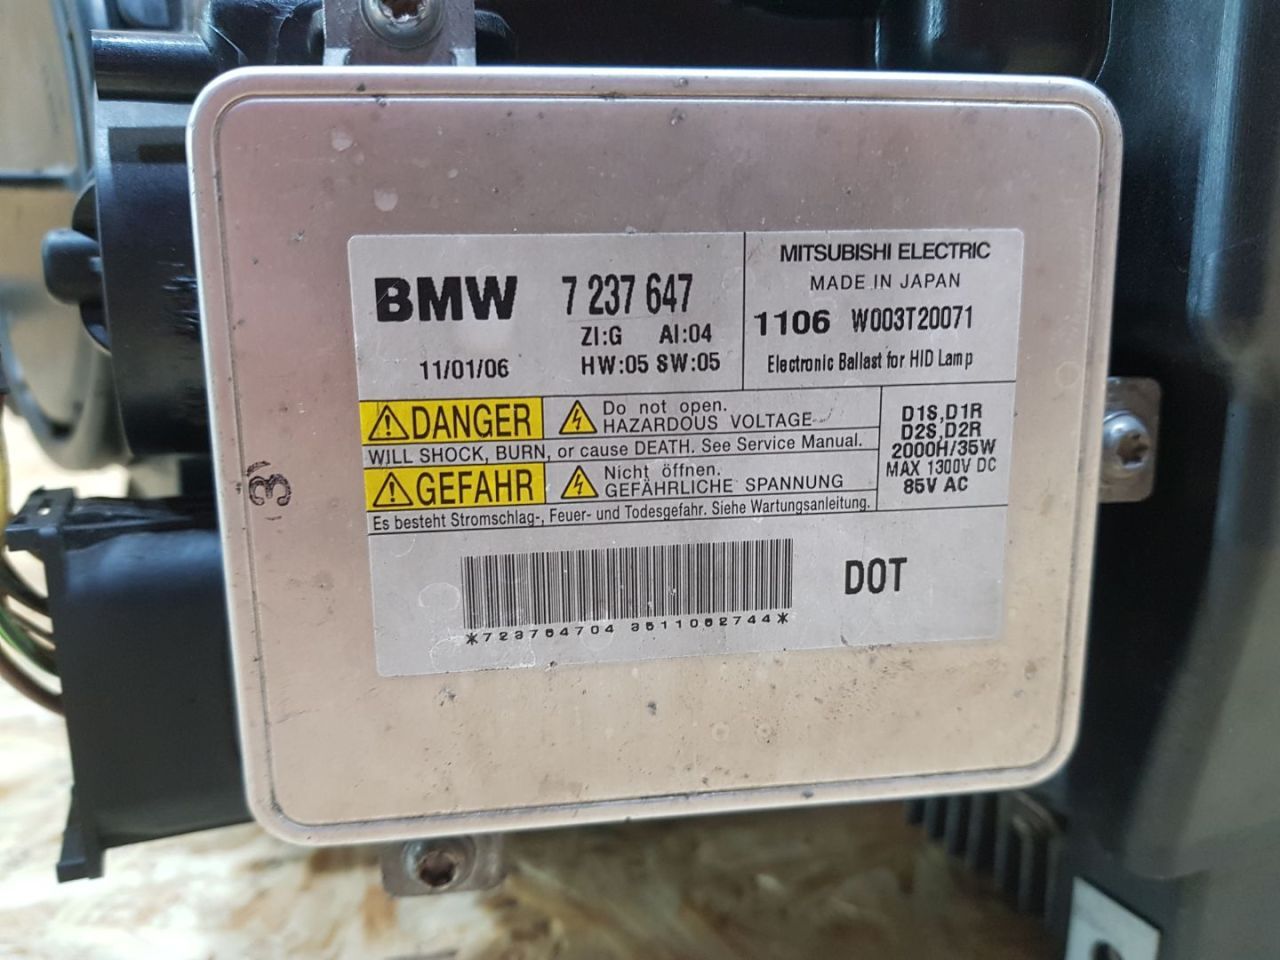 BMW 7 237 647
ZI:G AI:04
11/01/06 HW:05 SW:05
MITSUBISHI ELECTRIC
MADE IN JAPAN
1106 W003T20071
Electronic Ballast for HID Lamp
DANGER
Do not open.
HAZARDOUS VOLTAGE
WILL SHOCK, BURN, or cause DEATH. See Service Manual.
GEFAHR
Nicht öffnen.
GEFÄHRLICHE SPANNUNG
Es besteht Stromschlag-, Feuer- und Todesgefahr. Siehe Wartungsanleitung.
D1S,D1R
D2S,D2R
2000H/35W
MAX 1300V DC
85V AC
DOT
*723764704 3611062744*